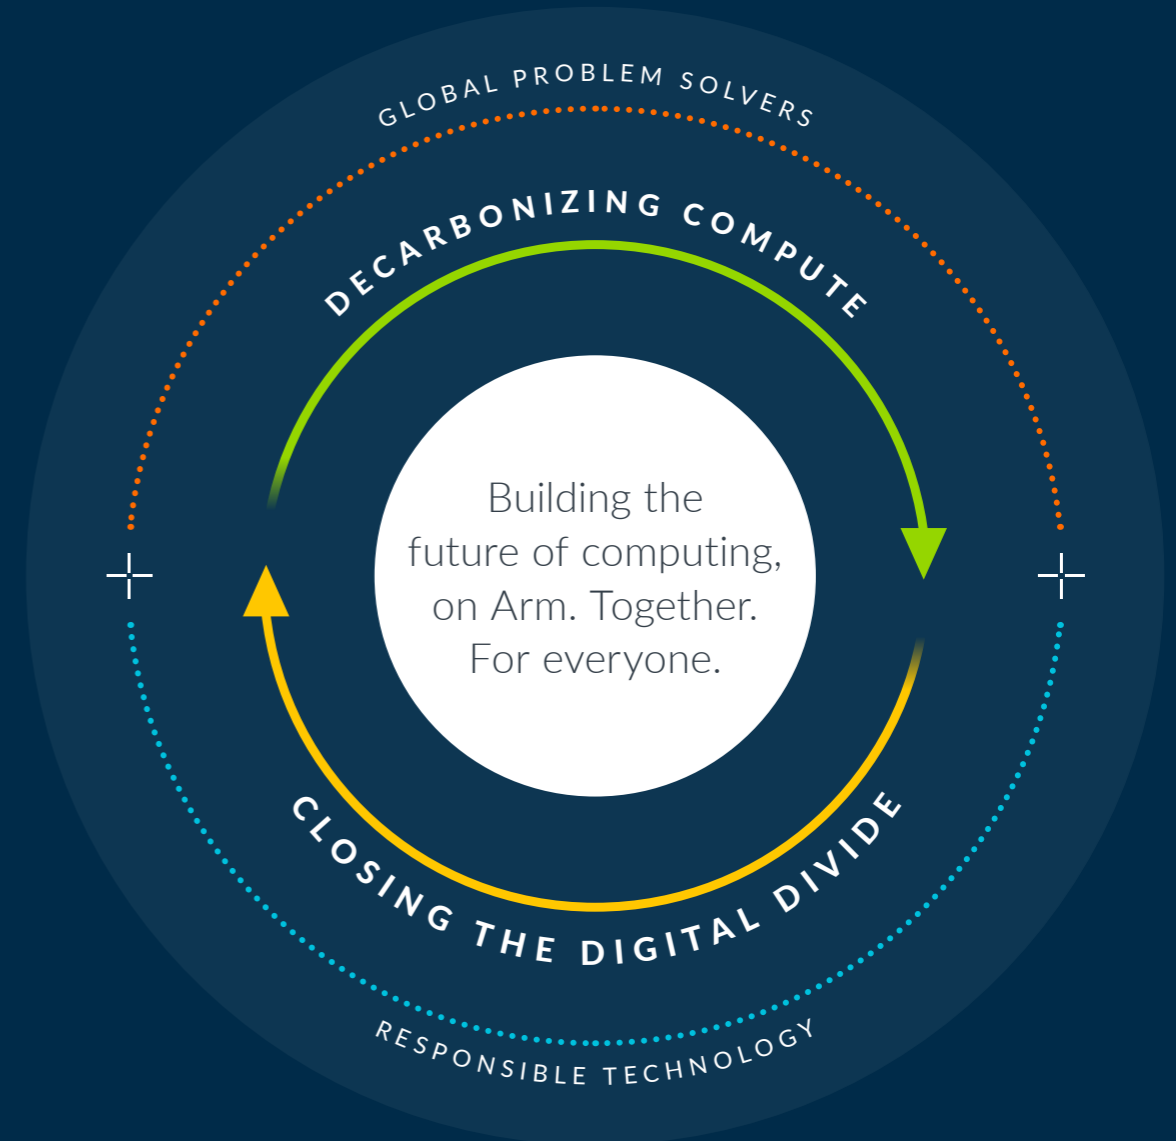 GLOBAL PROBLEM SOLVERS
DECARBONIZING COMPUTE
Building the
future of computing,
on Arm. Together.
For everyone.
CLOSING THE DIGITAL DIVIDE
RESPONSIBLE TECHNOLOGY